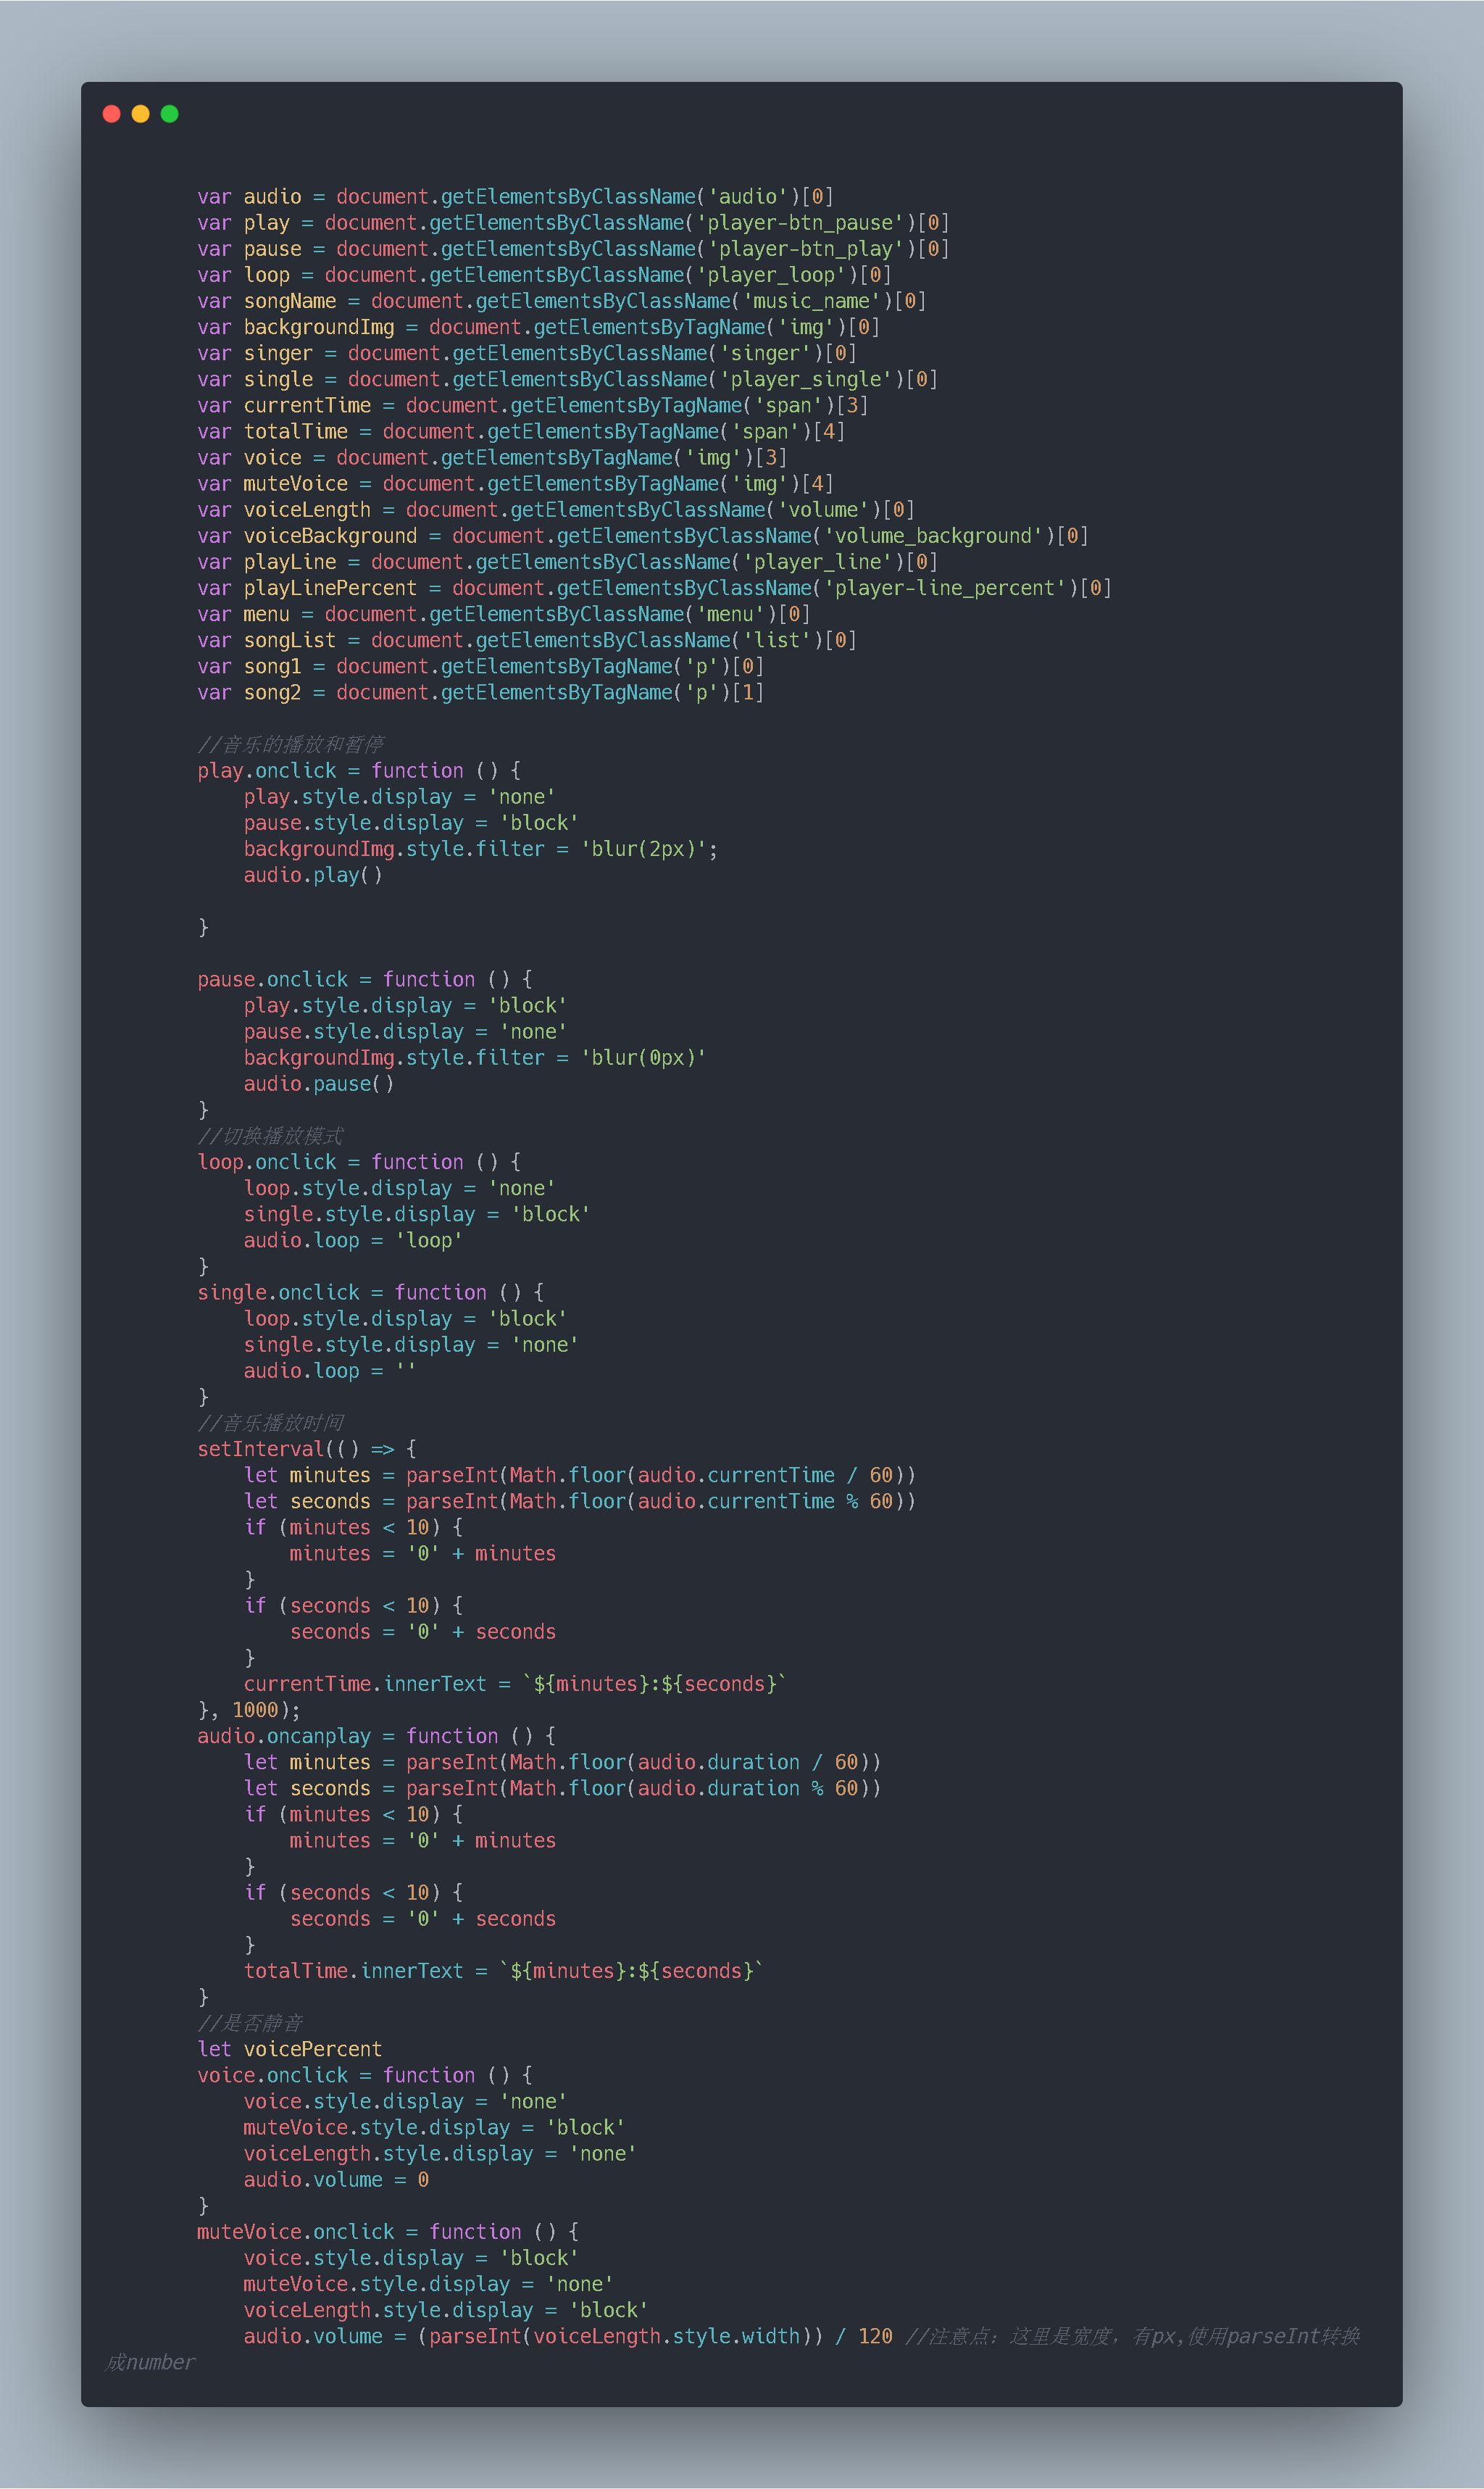 var audio = document.getElementsByClassName('audio')[0]
var play = document.getElementsByClassName('player-btn_pause')[0]
var pause = document.getElementsByClassName('player-btn_play')[0]
var loop = document.getElementsByClassName('player_loop')[0]
var songName = document.getElementsByClassName('music_name')[0]
var backgroundImg = document.getElementsByTagName('img')[0]
var singer = document.getElementsByClassName('singer')[0]
var single = document.getElementsByClassName('player_single')[0]
var currentTime = document.getElementsByTagName('span')[3]
var totalTime = document.getElementsByTagName('span')[4]
var voice = document.getElementsByTagName('img')[3]
var muteVoice = document.getElementsByTagName('img')[4]
var voiceLength = document.getElementsByClassName('volume')[0]
var voiceBackground = document.getElementsByClassName('volume_background')[0]
var playLine = document.getElementsByClassName('player_line')[0]
var playLinePercent = document.getElementsByClassName('player-line_percent')[0]
var menu = document.getElementsByClassName('menu')[0]
var songList = document.getElementsByClassName('list')[0]
var song1 = document.getElementsByTagName('p')[0]
var song2 = document.getElementsByTagName('p')[1]

//音乐的播放和暂停
play.onclick = function () {
    play.style.display = 'none'
    pause.style.display = 'block'
    backgroundImg.style.filter = 'blur(2px)';
    audio.play()

}

pause.onclick = function () {
    play.style.display = 'block'
    pause.style.display = 'none'
    backgroundImg.style.filter = 'blur(0px)'
    audio.pause()
}
//切换播放模式
loop.onclick = function () {
    loop.style.display = 'none'
    single.style.display = 'block'
    audio.loop = 'loop'
}
single.onclick = function () {
    loop.style.display = 'block'
    single.style.display = 'none'
    audio.loop = ''
}
//音乐播放时间
setInterval(() => {
    let minutes = parseInt(Math.floor(audio.currentTime / 60))
    let seconds = parseInt(Math.floor(audio.currentTime % 60))
    if (minutes < 10) {
        minutes = '0' + minutes
    }
    if (seconds < 10) {
        seconds = '0' + seconds
    }
    currentTime.innerText = `${minutes}:${seconds}`
}, 1000);
audio.oncanplay = function () {
    let minutes = parseInt(Math.floor(audio.duration / 60))
    let seconds = parseInt(Math.floor(audio.duration % 60))
    if (minutes < 10) {
        minutes = '0' + minutes
    }
    if (seconds < 10) {
        seconds = '0' + seconds
    }
    totalTime.innerText = `${minutes}:${seconds}`
}
//是否静音
let voicePercent
voice.onclick = function () {
    voice.style.display = 'none'
    muteVoice.style.display = 'block'
    voiceLength.style.display = 'none'
    audio.volume = 0
}
muteVoice.onclick = function () {
    voice.style.display = 'block'
    muteVoice.style.display = 'none'
    voiceLength.style.display = 'block'
    audio.volume = (parseInt(voiceLength.style.width)) / 120 //注意点：这里是宽度，有px,使用parseInt转换
成number